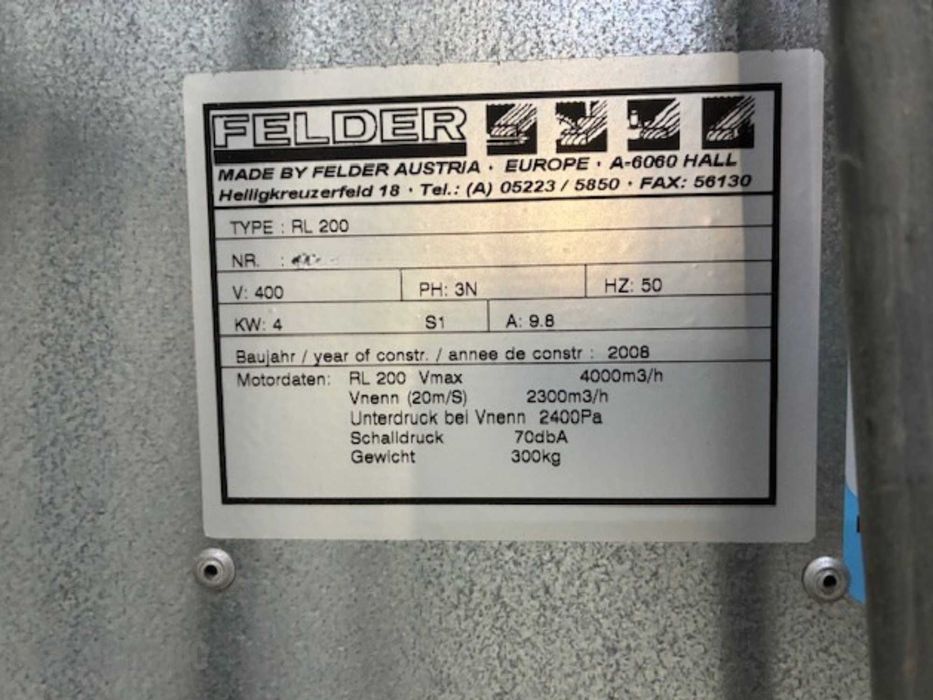 FELDER
MADE BY FELDER AUSTRIA · EUROPE · A-6060 HALL
Heiligkreuzerfeld 18 · Tel.: (A) 05223 / 5850 · FAX: 56130
TYPE : RL 200
NR. :
V: 400 PH: 3N HZ: 50
KW: 4 S1 A: 9.8
Baujahr / year of constr. / annee de constr : 2008
Motordaten: RL 200 Vmax 4000m3/h
Vnenn (20m/S) 2300m3/h
Unterdruck bei Vnenn 2400Pa
Schalldruck 70dbA
Gewicht 300kg